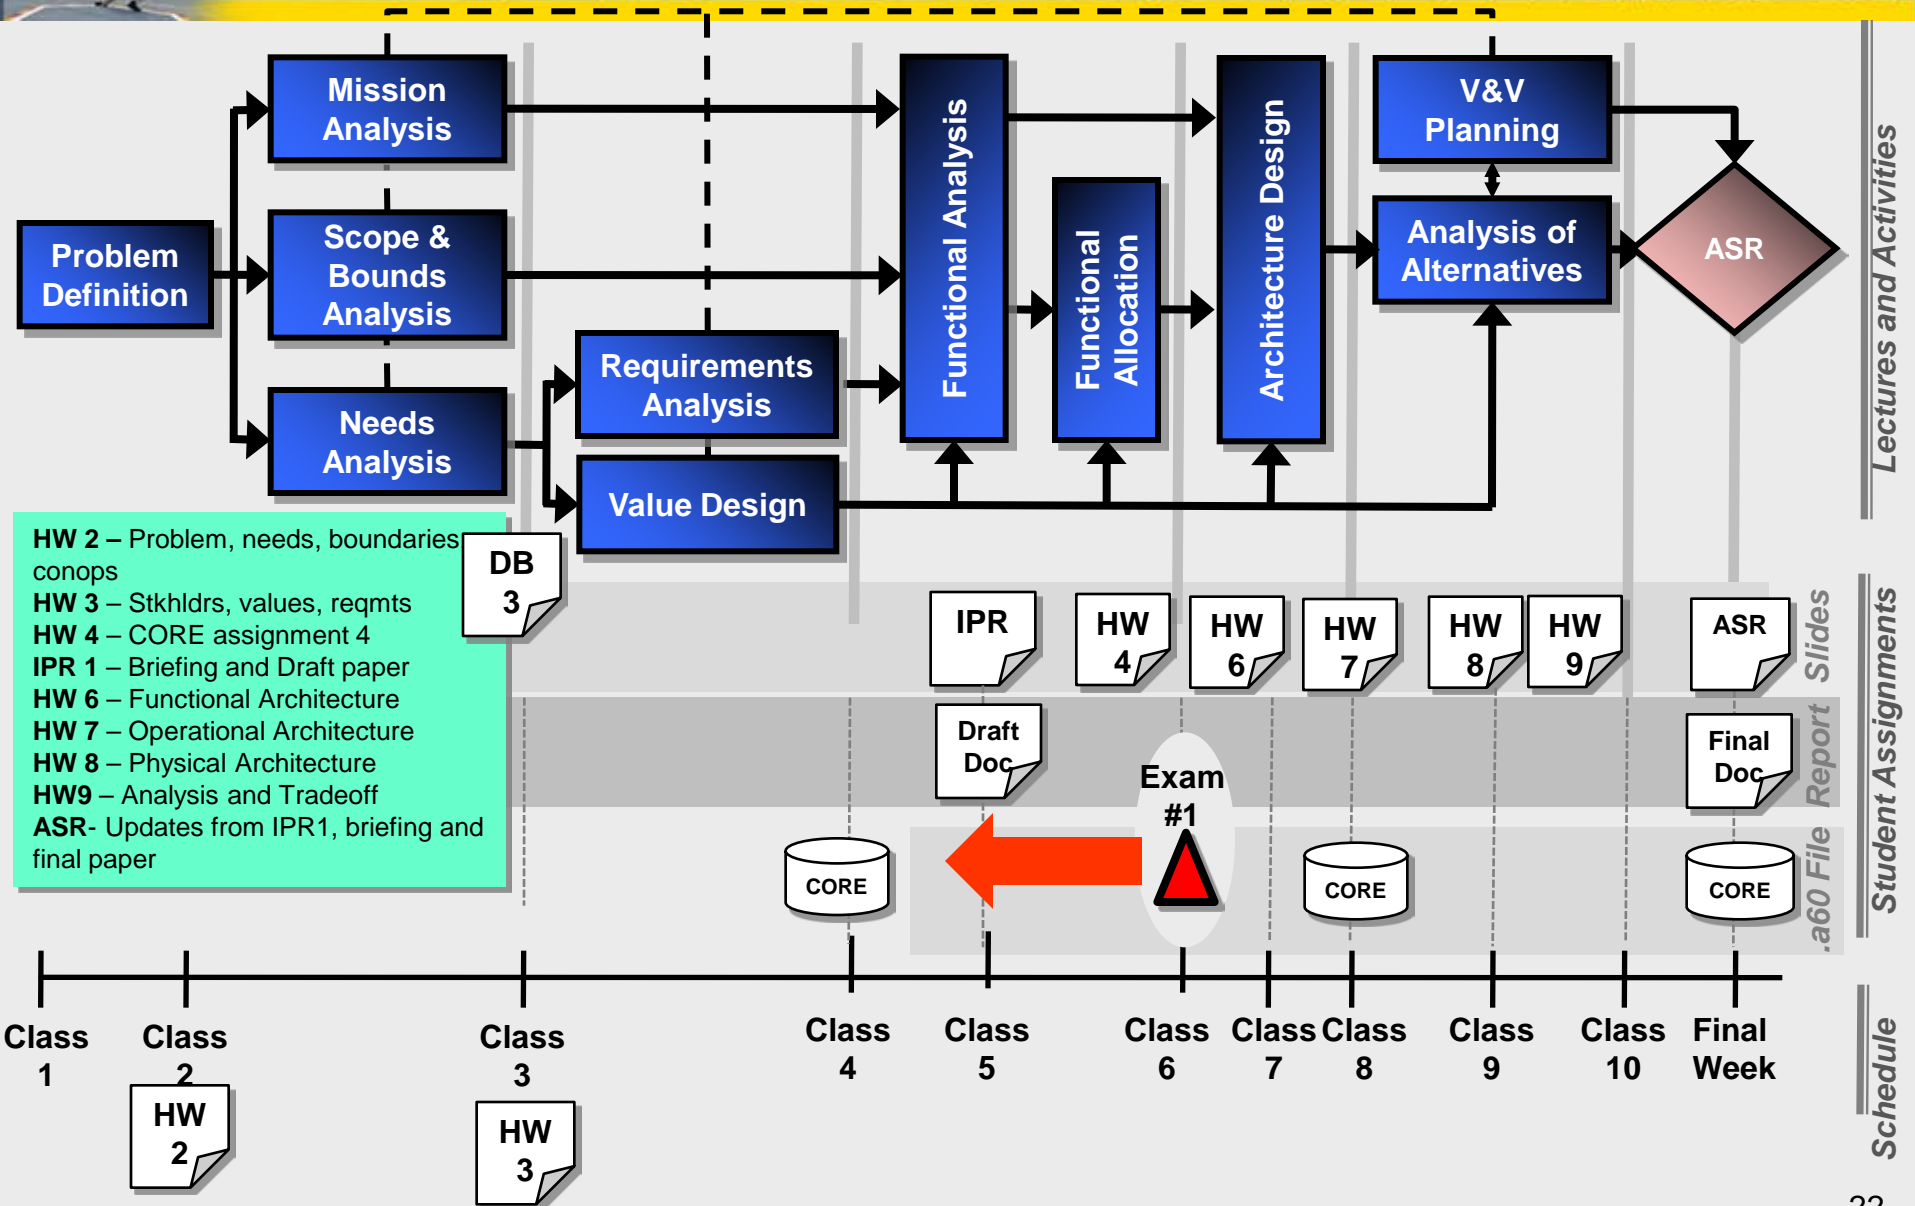 Mission
Analysis
Scope &
Bounds
Analysis
Problem
Definition
Needs
Analysis
Requirements
Analysis
Value Design
Functional Analysis
Functional
Allocation
Architecture Design
V&V
Planning
Analysis of
Alternatives
ASR
Lectures and Activities
HW 2 – Problem, needs, boundaries
conops
HW 3 – Stkhldrs, values, reqmts
HW 4 – CORE assignment 4
IPR 1 – Briefing and Draft paper
HW 6 – Functional Architecture
HW 7 – Operational Architecture
HW 8 – Physical Architecture
HW9 – Analysis and Tradeoff
ASR- Updates from IPR1, briefing and
final paper
DB
3
IPR
HW
4
HW
6
HW
7
HW
8
HW
9
ASR
Slides
Draft
Doc
Final
Doc
Report
Exam
#1
CORE
CORE
CORE
.a60 File
Student Assignments
Class
1
Class
2
Class
3
Class
4
Class
5
Class
6
Class
7
Class
8
Class
9
Class
10
Final
Week
Schedule
HW
2
HW
3